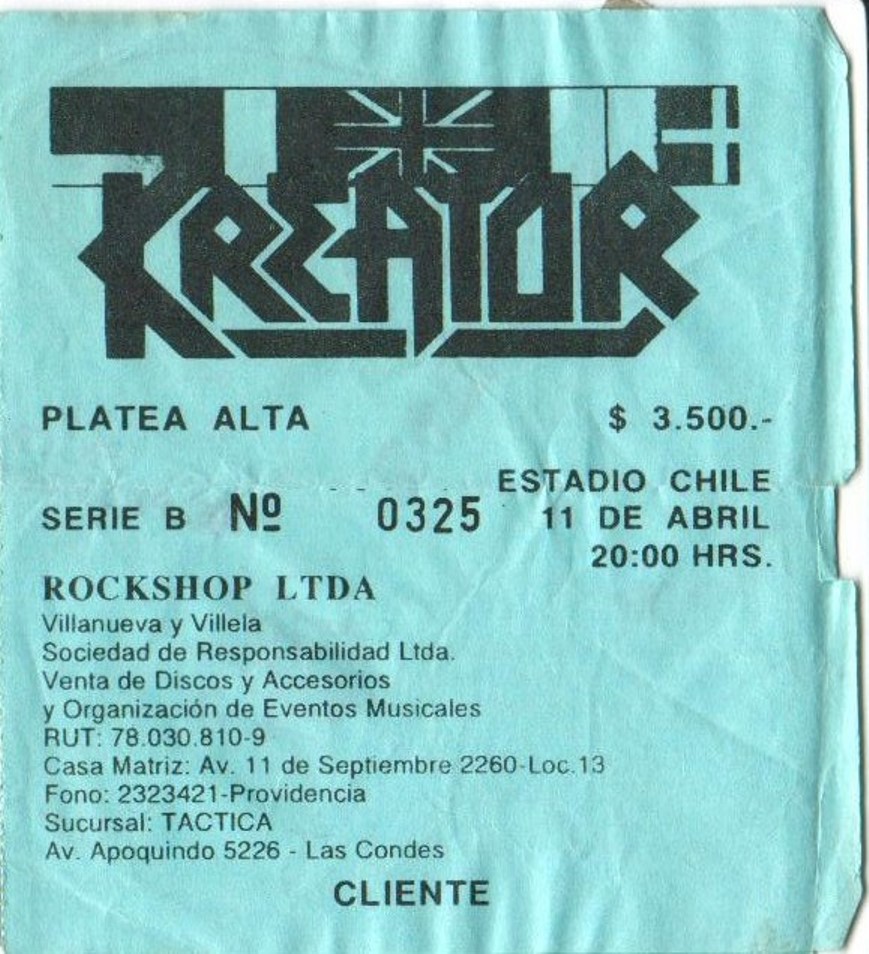 KREATOR
PLATEA ALTA $ 3.500.-
ESTADIO CHILE
SERIE B Nº 0325 11 DE ABRIL
20:00 HRS.
ROCKSHOP LTDA
Villanueva y Villela
Sociedad de Responsabilidad Ltda.
Venta de Discos y Accesorios
y Organización de Eventos Musicales
RUT: 78.030.810-9
Casa Matriz: Av. 11 de Septiembre 2260-Loc.13
Fono: 2323421-Providencia
Sucursal: TACTICA
Av. Apoquindo 5226 - Las Condes
CLIENTE